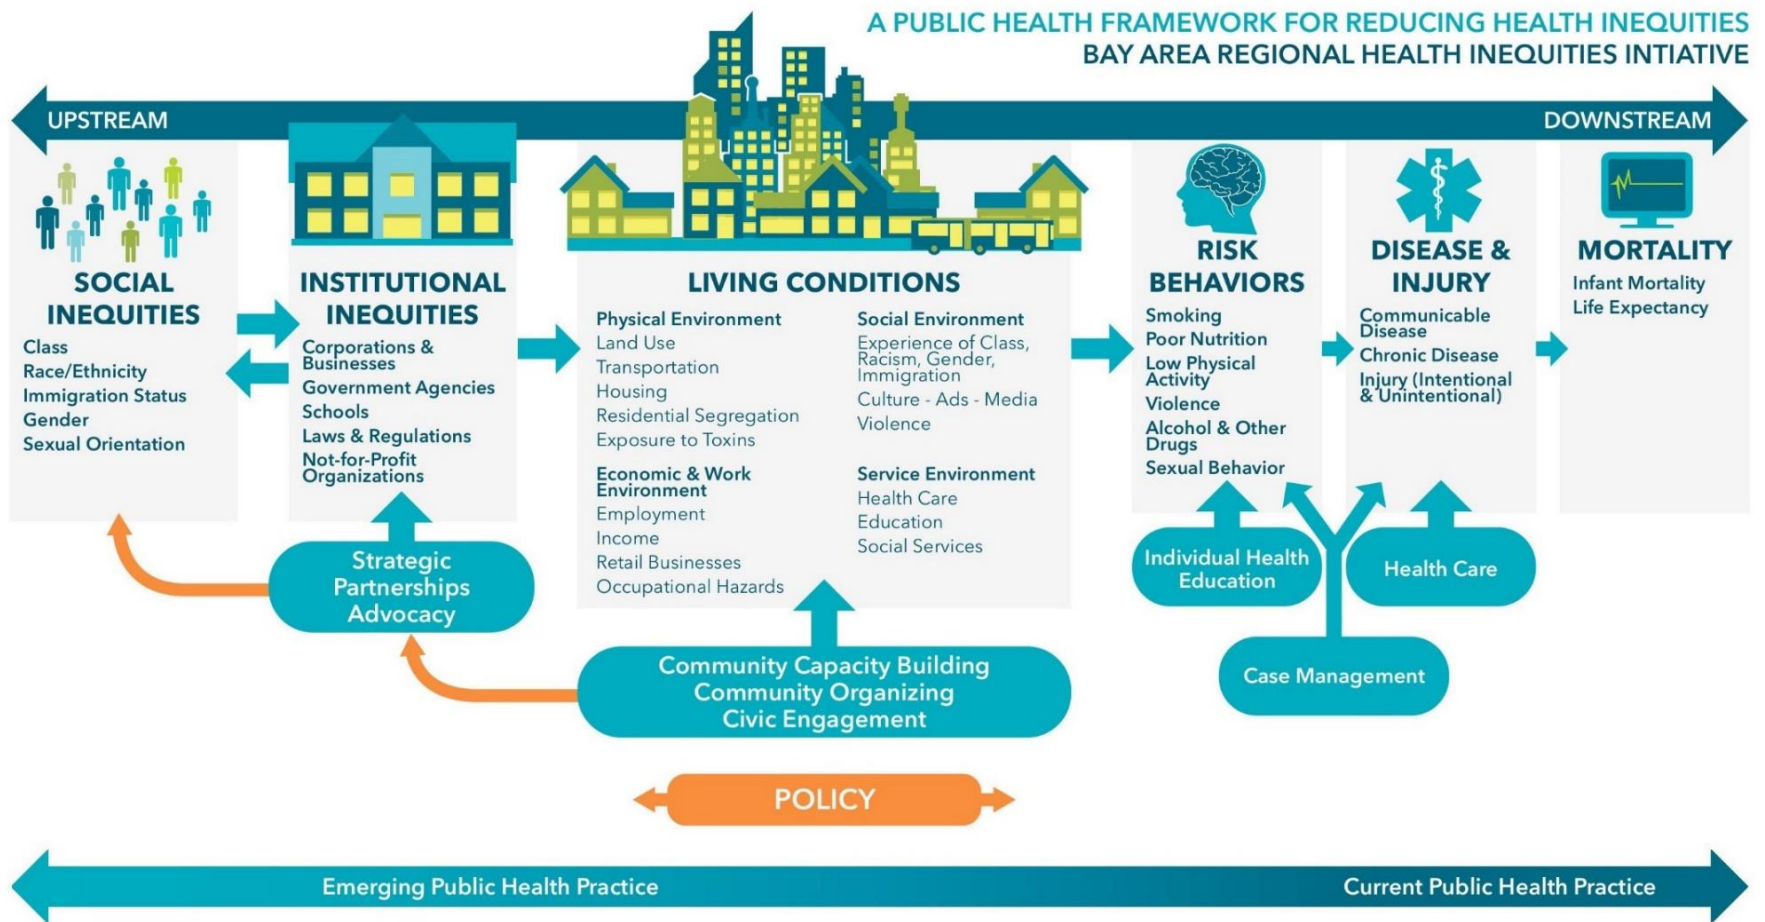 A PUBLIC HEALTH FRAMEWORK FOR REDUCING HEALTH INEQUITIES
BAY AREA REGIONAL HEALTH INEQUITIES INTIATIVE
UPSTREAM
DOWNSTREAM
SOCIAL
INEQUITIES
Class
Race/Ethnicity
Immigration Status
Gender
Sexual Orientation
INSTITUTIONAL
INEQUITIES
Corporations &
Businesses
Government Agencies
Schools
Laws & Regulations
Not-for-Profit
Organizations
LIVING CONDITIONS
Physical Environment
Land Use
Transportation
Housing
Residential Segregation
Exposure to Toxins
Economic & Work
Environment
Employment
Income
Retail Businesses
Occupational Hazards
Social Environment
Experience of Class,
Racism, Gender,
Immigration
Culture - Ads - Media
Violence
Service Environment
Health Care
Education
Social Services
RISK
BEHAVIORS
Smoking
Poor Nutrition
Low Physical
Activity
Violence
Alcohol & Other
Drugs
Sexual Behavior
DISEASE &
INJURY
Communicable
Disease
Chronic Disease
Injury (Intentional
& Unintentional)
MORTALITY
Infant Mortality
Life Expectancy
Strategic
Partnerships
Advocacy
Community Capacity Building
Community Organizing
Civic Engagement
Individual Health
Education
Health Care
Case Management
POLICY
Emerging Public Health Practice
Current Public Health Practice